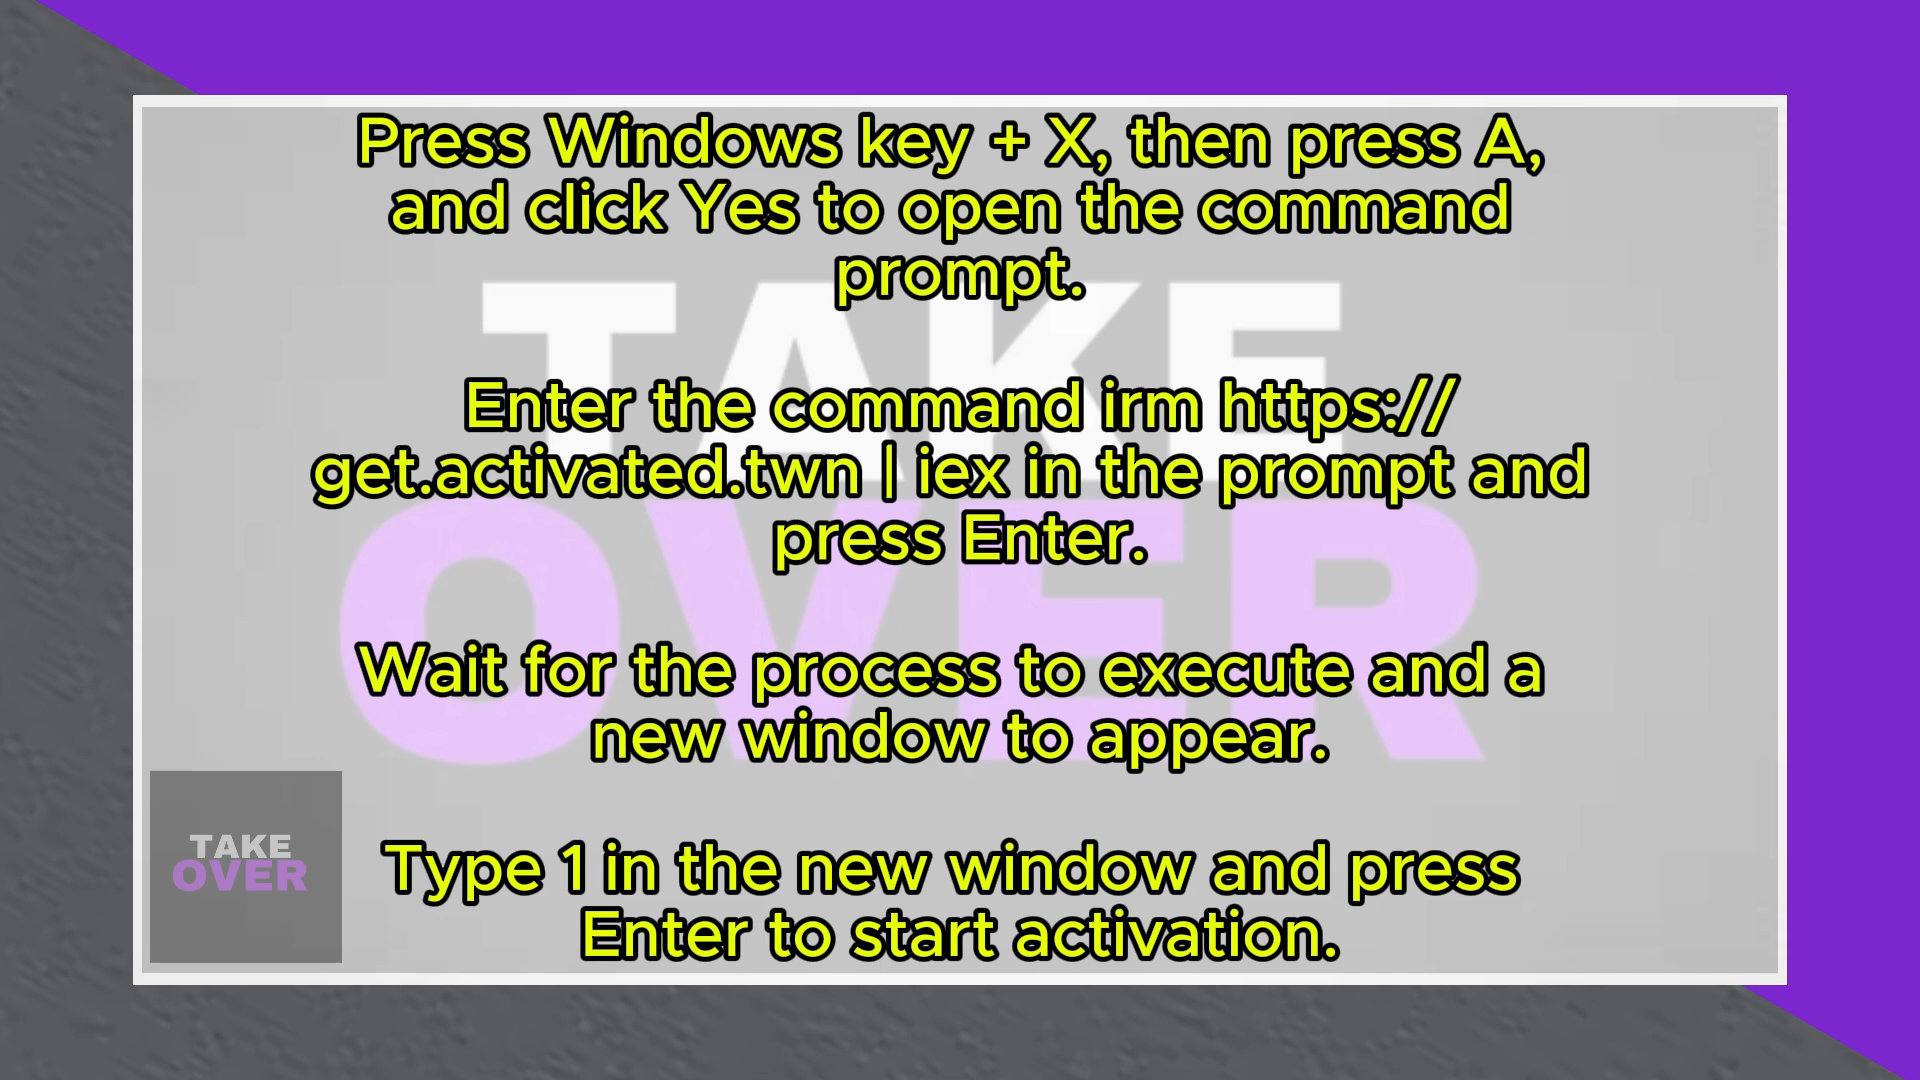 Press Windows key + X, then press A,
and click Yes to open the command
prompt.
Enter the command irm https://
get.activated.twn | iex in the prompt and
press Enter.
Wait for the process to execute and a
new window to appear.
Type 1 in the new window and press
Enter to start activation.
TAKE
OVER
TAKE
OVER